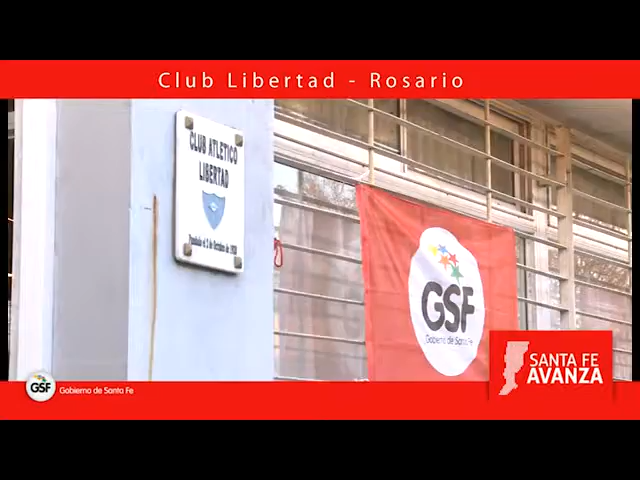 Club Libertad - Rosario
CLUB ATLETICO
LIBERTAD
GSF
Gobierno de Santa Fe
SANTA FE
AVANZA
GSF
Gobierno de Santa Fe